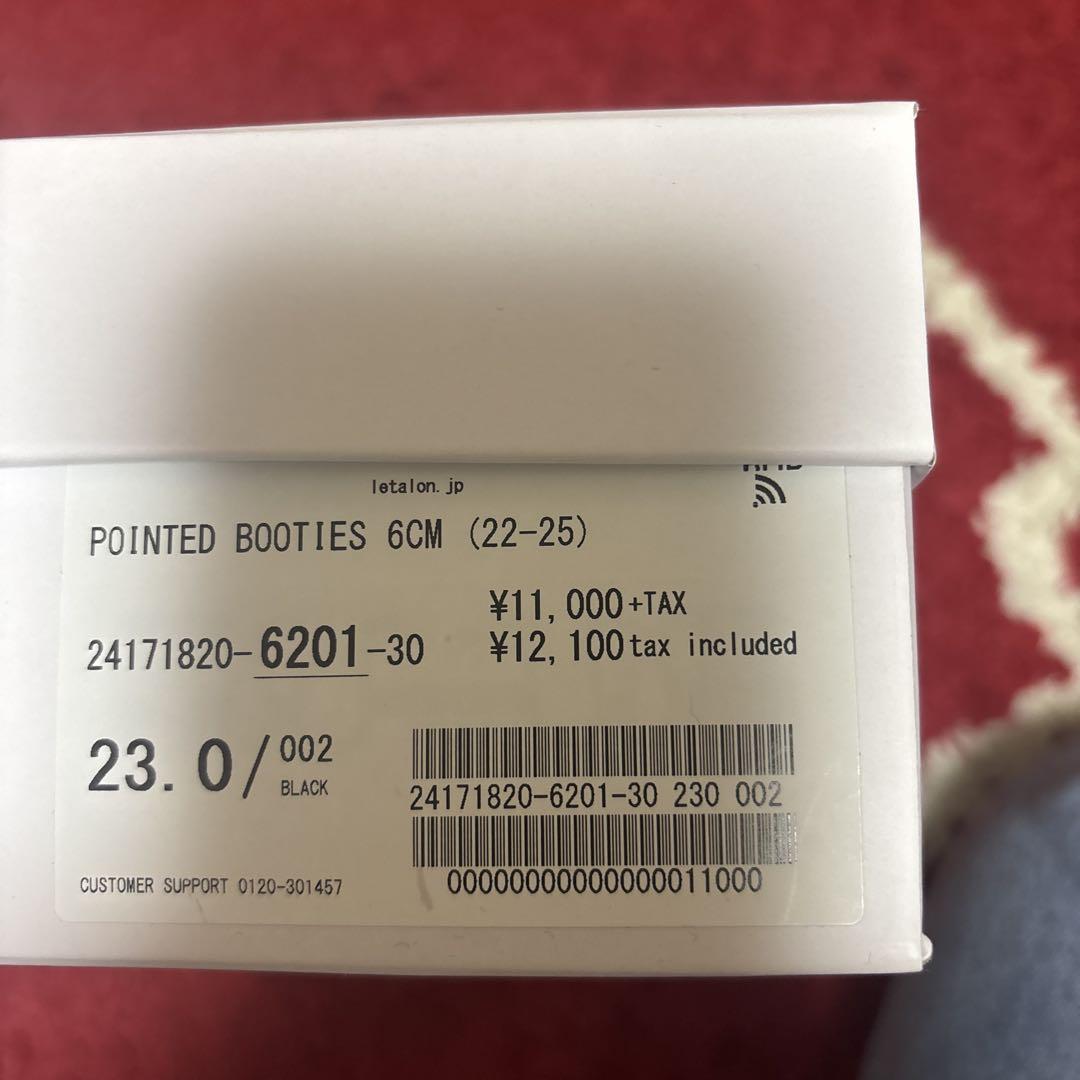 letalon.jp
POINTED BOOTIES 6CM (22-25)
¥11,000+TAX
24171820-6201-30
¥12,100 tax included
23.0/002
BLACK
24171820-6201-30 230 002
00000000000000011000
CUSTOMER SUPPORT 0120-301457